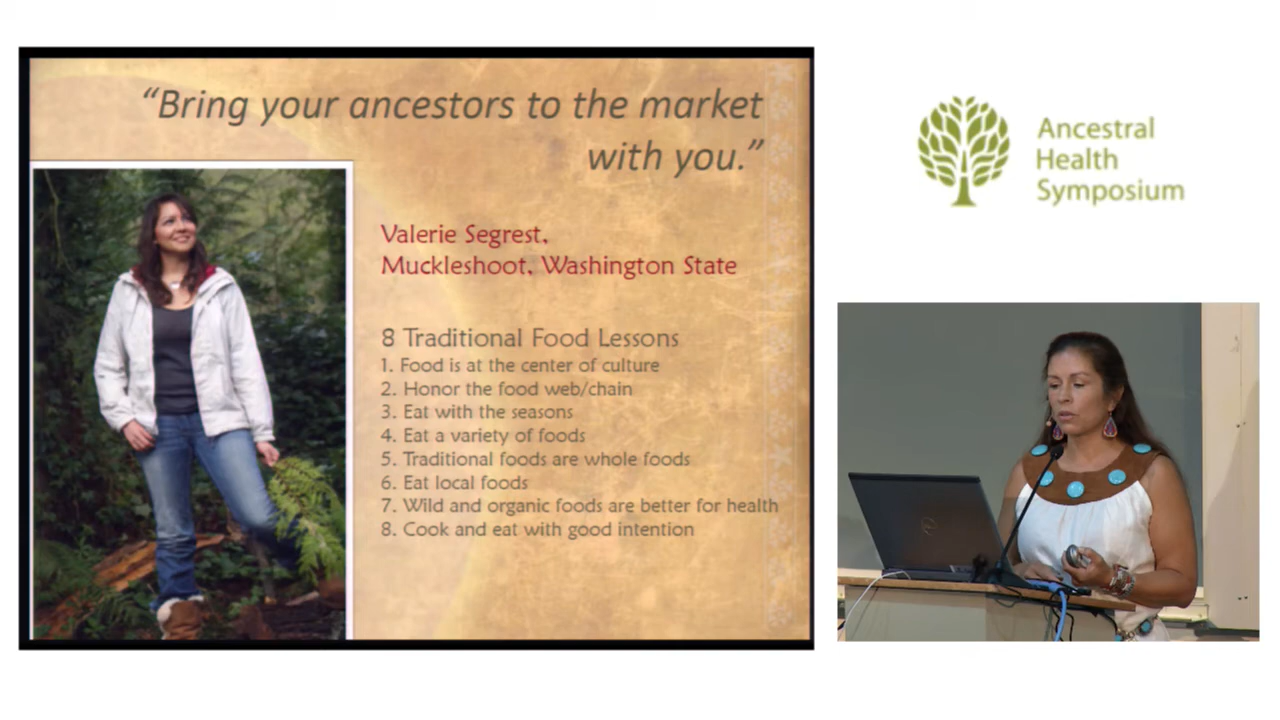 “Bring your ancestors to the market
with you.”
Valerie Segrest,
Muckleshoot, Washington State
8 Traditional Food Lessons
1. Food is at the center of culture
2. Honor the food web/chain
3. Eat with the seasons
4. Eat a variety of foods
5. Traditional foods are whole foods
6. Eat local foods
7. Wild and organic foods are better for health
8. Cook and eat with good intention
Ancestral
Health
Symposium